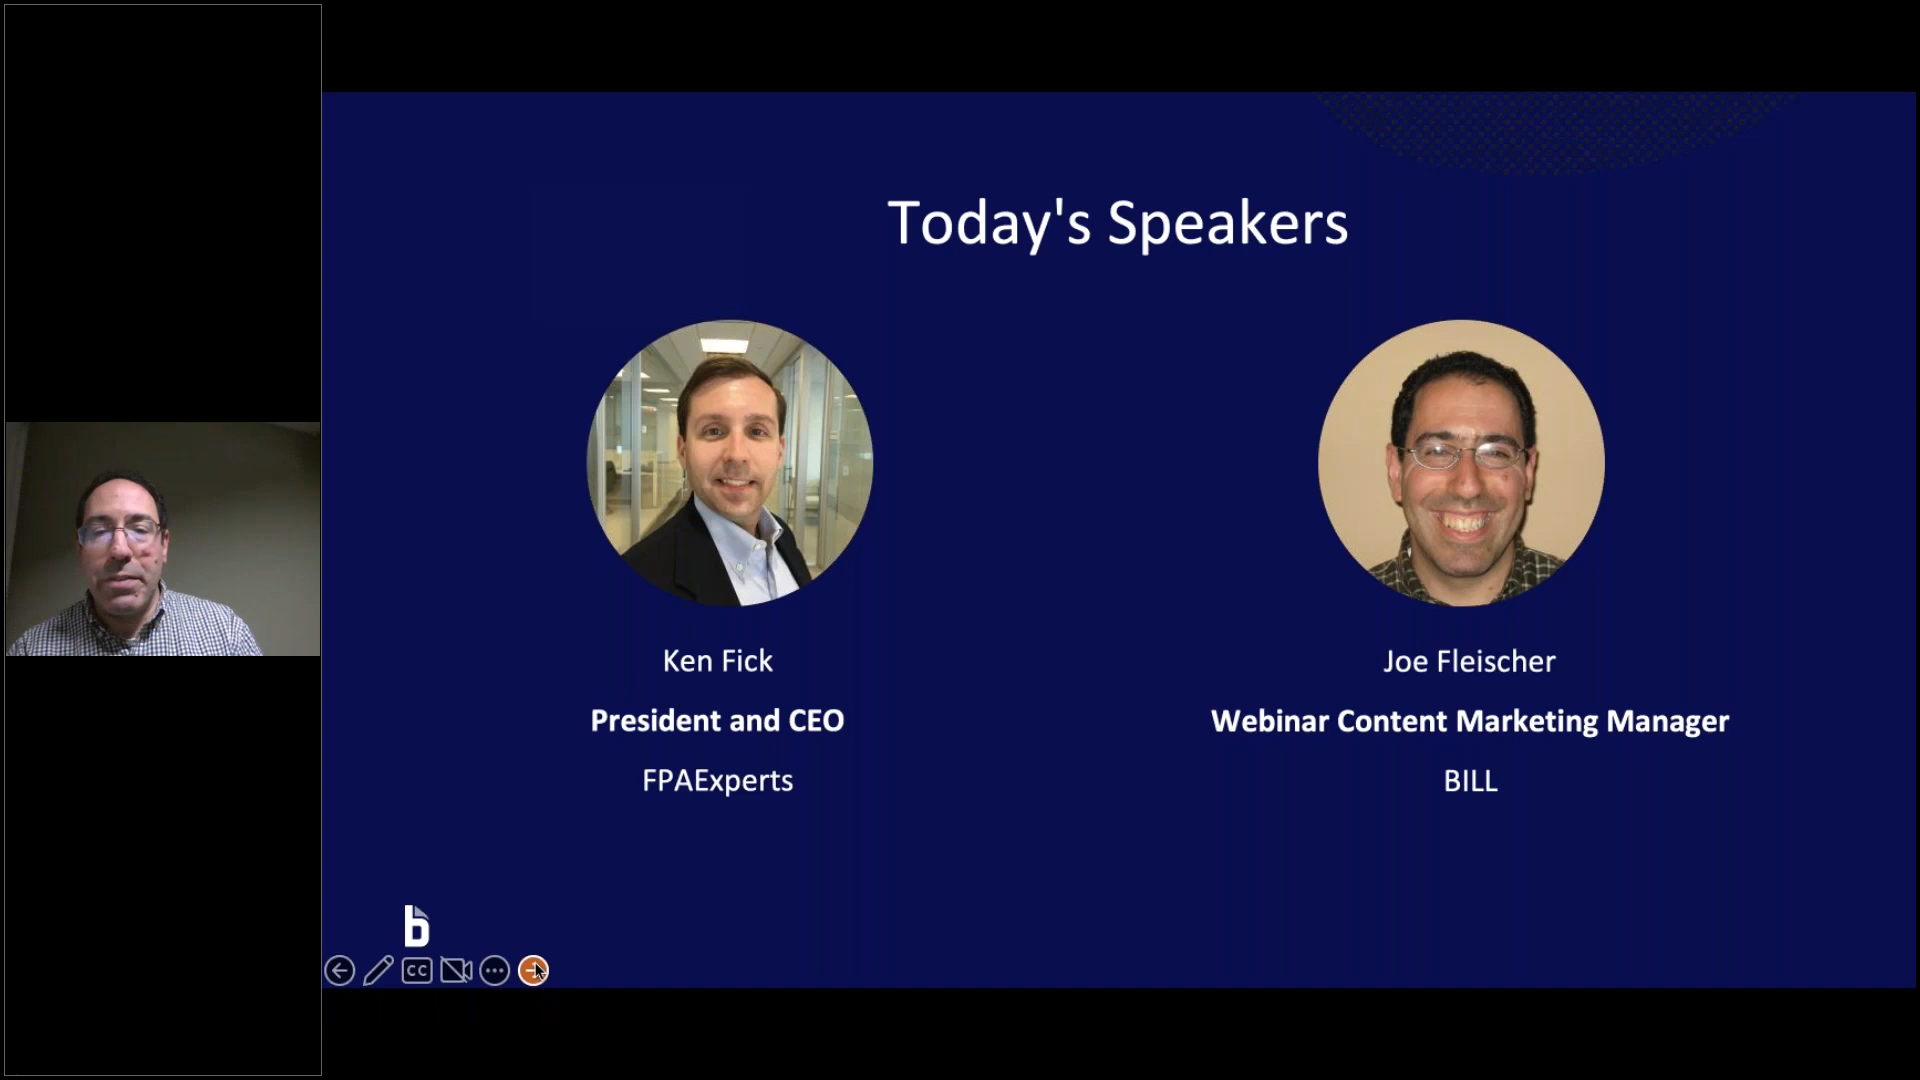 Today's Speakers
Ken Fick
President and CEO
FPAExperts
Joe Fleischer
Webinar Content Marketing Manager
BILL
b
CC